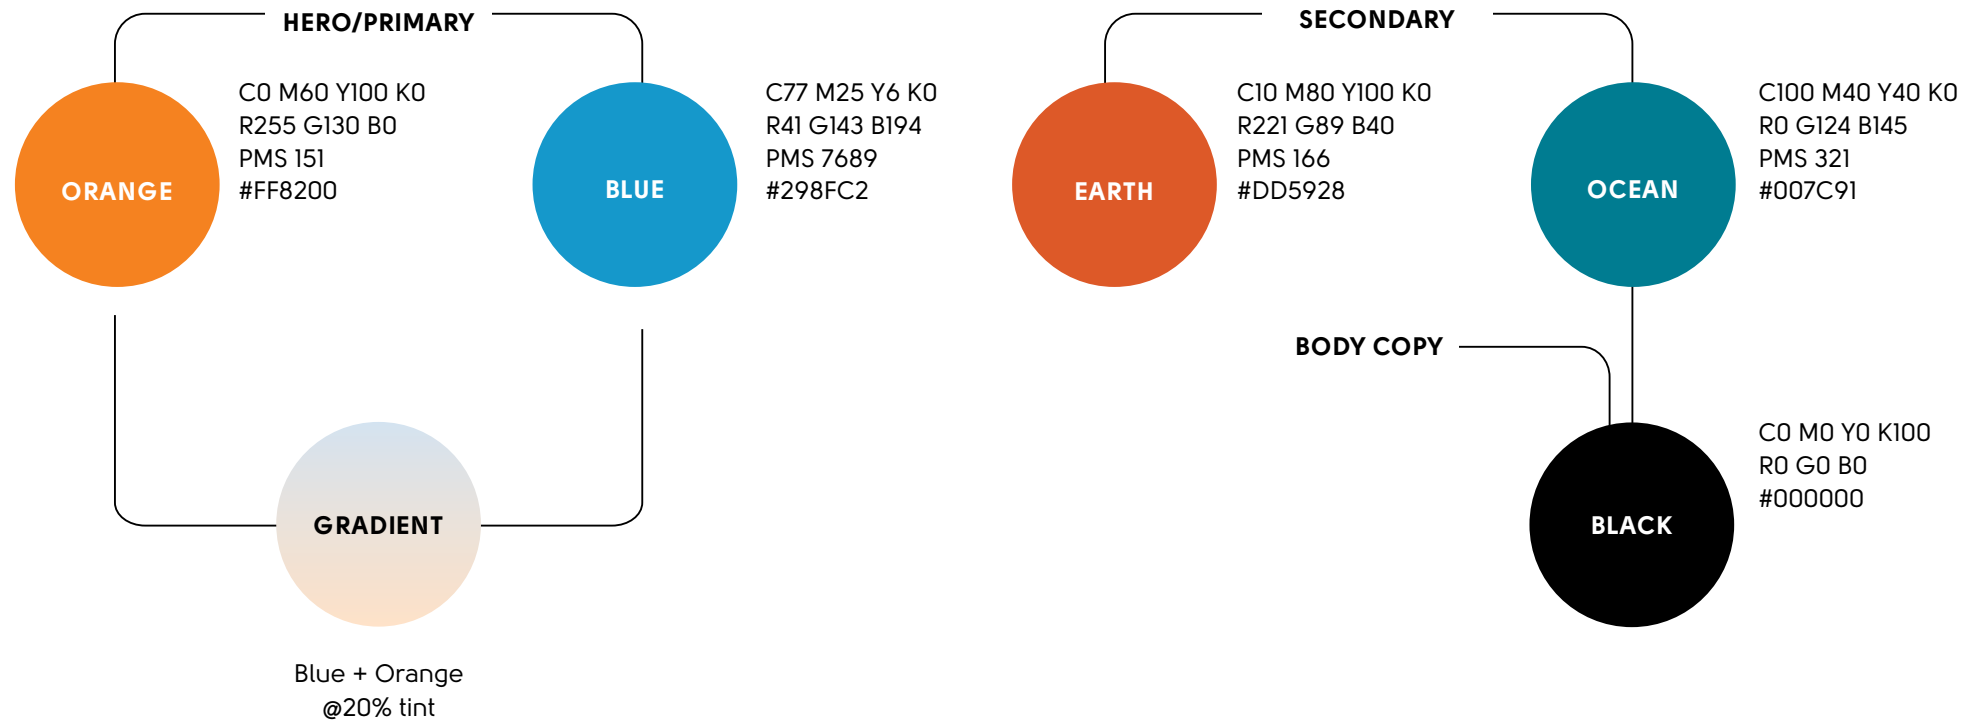 HERO/PRIMARY
ORANGE
C0 M60 Y100 K0
R255 G130 B0
PMS 151
#FF8200
BLUE
C77 M25 Y6 K0
R41 G143 B194
PMS 7689
#298FC2
GRADIENT
Blue + Orange
@20% tint
SECONDARY
EARTH
C10 M80 Y100 K0
R221 G89 B40
PMS 166
#DD5928
OCEAN
C100 M40 Y40 K0
R0 G124 B145
PMS 321
#007C91
BODY COPY
BLACK
C0 M0 Y0 K100
R0 G0 B0
#000000